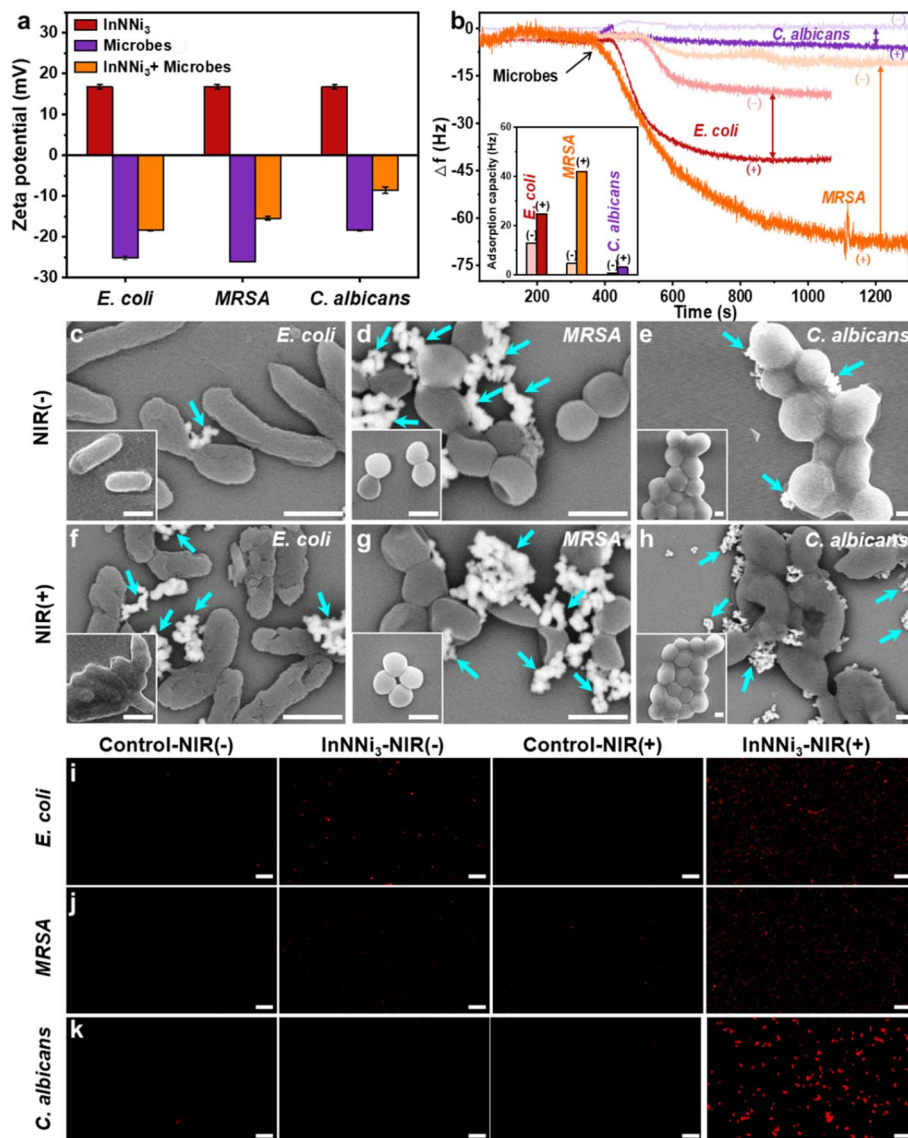 a
InNNi₃
Microbes
InNNi₃+ Microbes
Zeta potential (mV)
40
30
20
10
0
-10
-20
-30
E. coli
MRSA
C. albicans
b
(−)
C. albicans
(+)
(−)
Microbes
(−)
E. coli
(+)
MRSA
(+)
△f (Hz)
0
-15
-30
-45
-60
-75
200
400
600
800
1000
1200
Time (s)
Adsorption capacity (Hz)
60
40
20
0
E. coli
MRSA
C. albicans
(-)
(+)
(-)
(+)
(-)
(+)
NIR(-)
c
E. coli
d
MRSA
e
C. albicans
NIR(+)
f
E. coli
g
MRSA
h
C. albicans
Control-NIR(-)
InNNi₃-NIR(-)
Control-NIR(+)
InNNi₃-NIR(+)
i
E. coli
j
MRSA
k
C. albicans